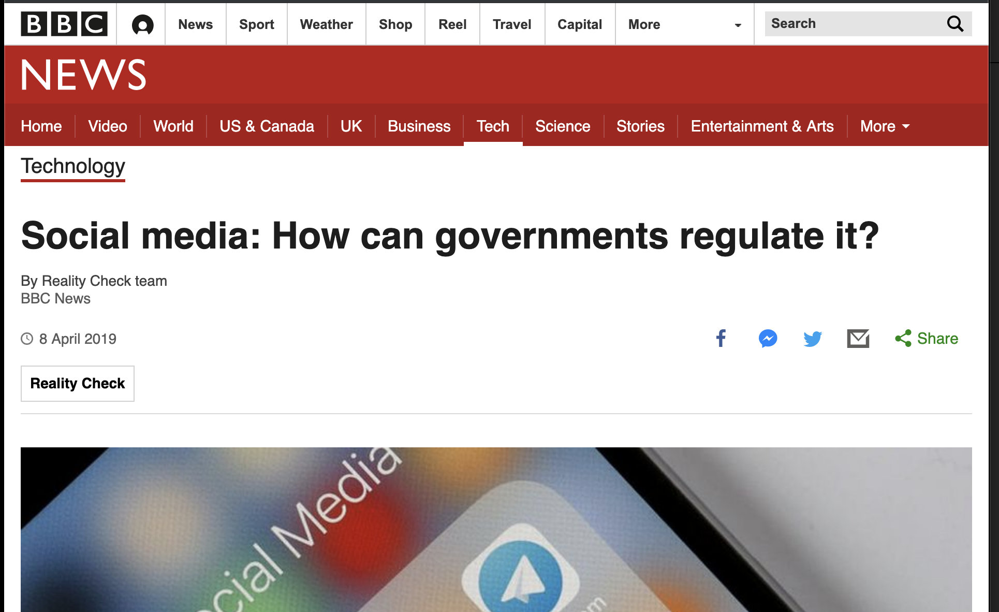 BBC News Sport Weather Shop Reel Travel Capital More Search
NEWS
Home Video World US & Canada UK Business Tech Science Stories Entertainment & Arts More
Technology
Social media: How can governments regulate it?
By Reality Check team
BBC News
8 April 2019
Share
Reality Check
cial Media